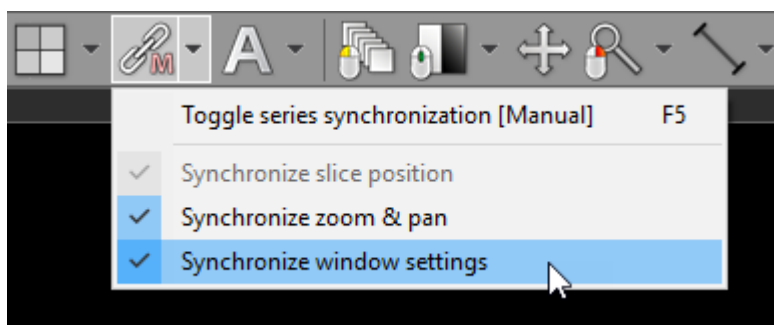 M
A
Toggle series synchronization [Manual] F5
Synchronize slice position
Synchronize zoom & pan
Synchronize window settings